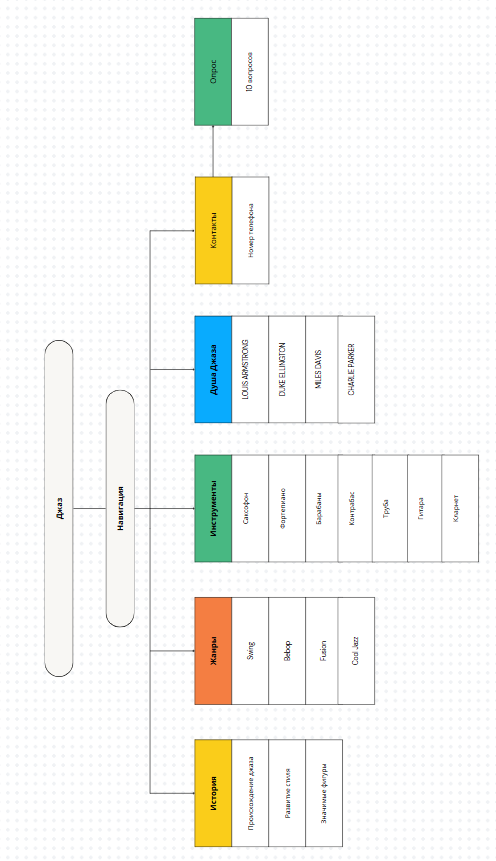 Джаз
Навигация
История
Происхождение джаза
Развитие стиля
Значимые фигуры
Жанры
Swing
Bebop
Fusion
Cool Jazz
Инструменты
Саксофон
Фортепиано
Барабаны
Контрабас
Труба
Гитара
Кларнет
Душа Джаза
LOUIS ARMSTRONG
DUKE ELLINGTON
MILES DAVIS
CHARLIE PARKER
Контакты
Номер телефона
Опрос
10 вопросов